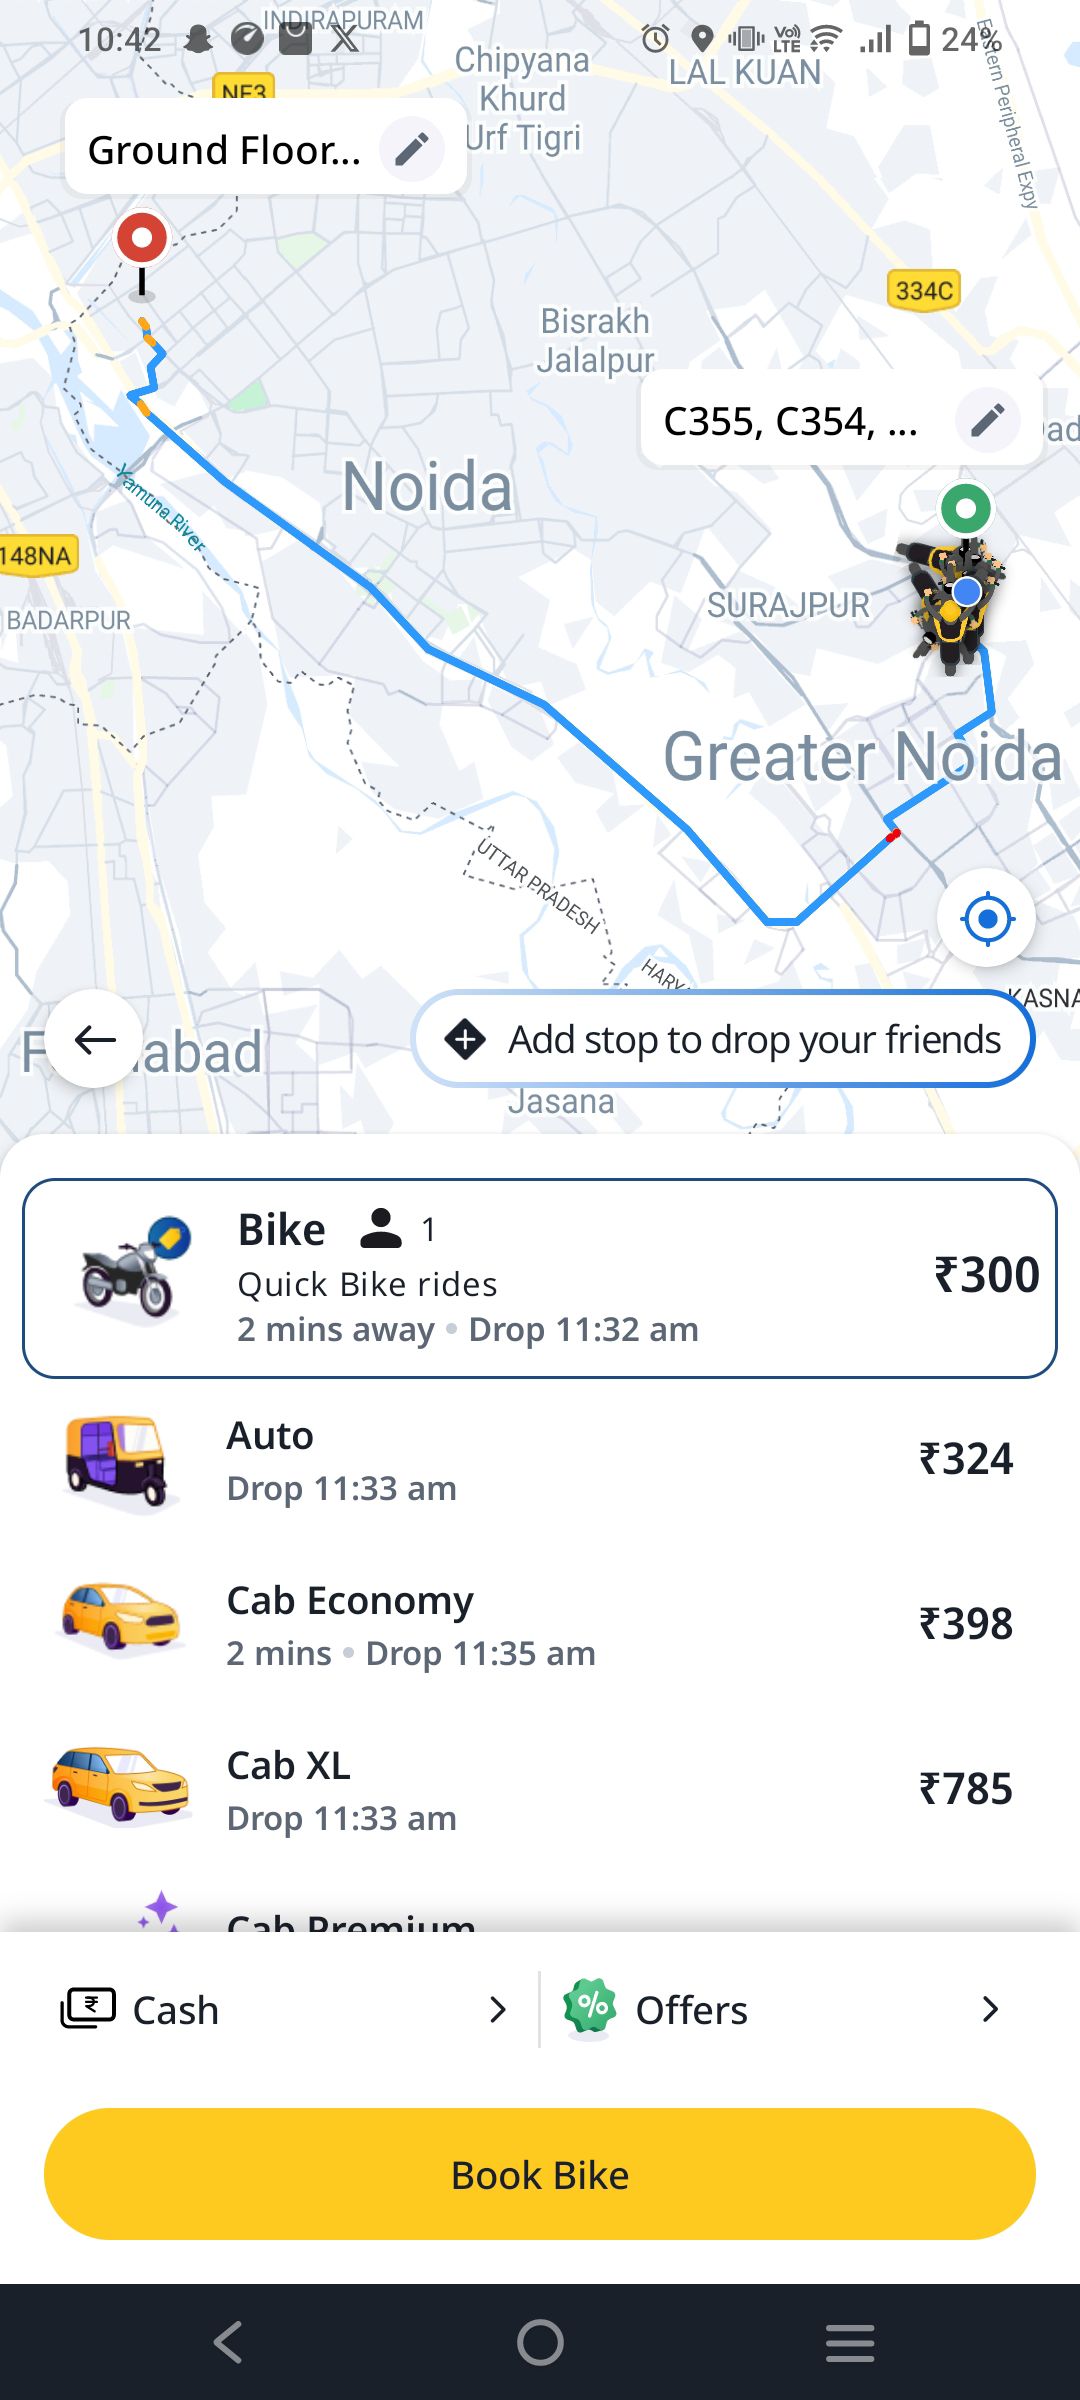 10:42
VoD LTE
24%
INDIRAPURAM
Chipyana
Khurd
Urf Tigri
LAL KUAN
Eastern Peripheral Expy
NE3
Ground Floor...
334C
Bisrakh
Jalalpur
C355, C354, ...
Noida
Yamuna River
148NA
BADARPUR
SURAJPUR
Greater Noida
UTTAR PRADESH
KASNA
abad
Add stop to drop your friends
Jasana
Bike 1
Quick Bike rides
2 mins away • Drop 11:32 am
₹300
Auto
Drop 11:33 am
₹324
Cab Economy
2 mins • Drop 11:35 am
₹398
Cab XL
Drop 11:33 am
₹785
Cab Premium
Cash
Offers
Book Bike